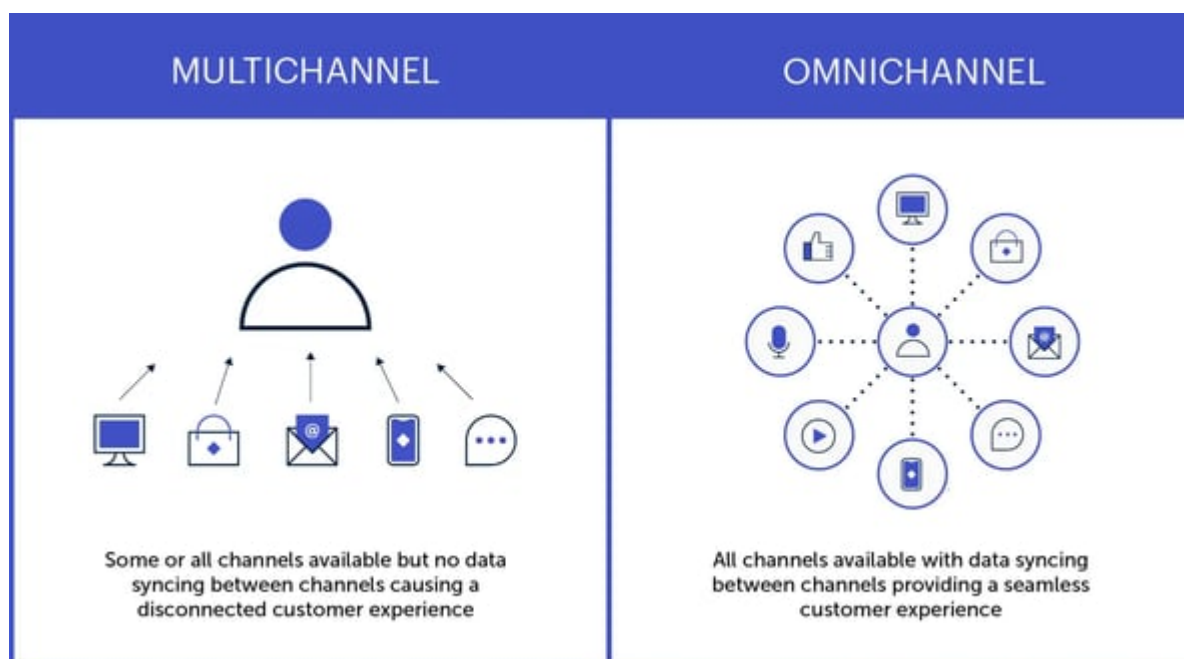 MULTICHANNEL
OMNICHANNEL
@
Some or all channels available but no data
syncing between channels causing a
disconnected customer experience
@
All channels available with data syncing
between channels providing a seamless
customer experience